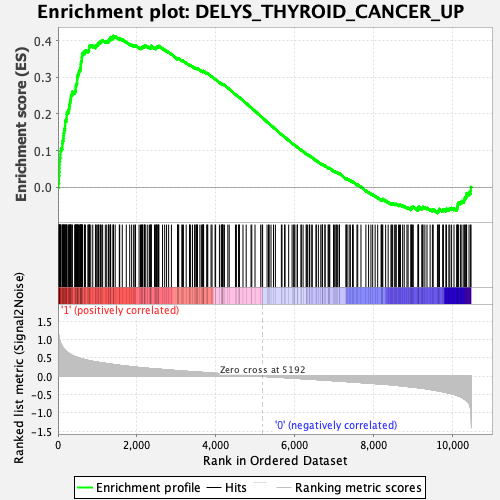 Enrichment plot: DELYS_THYROID_CANCER_UP
Enrichment score (ES)
0.4
0.3
0.2
0.1
0.0
'1' (positively correlated)
Ranked list metric (Signal2Noise)
1.5
1.0
0.5
0.0
-0.5
-1.0
-1.5
Zero cross at 5192
'0' (negatively correlated)
0 2,000 4,000 6,000 8,000 10,000
Rank in Ordered Dataset
Enrichment profile Hits Ranking metric scores